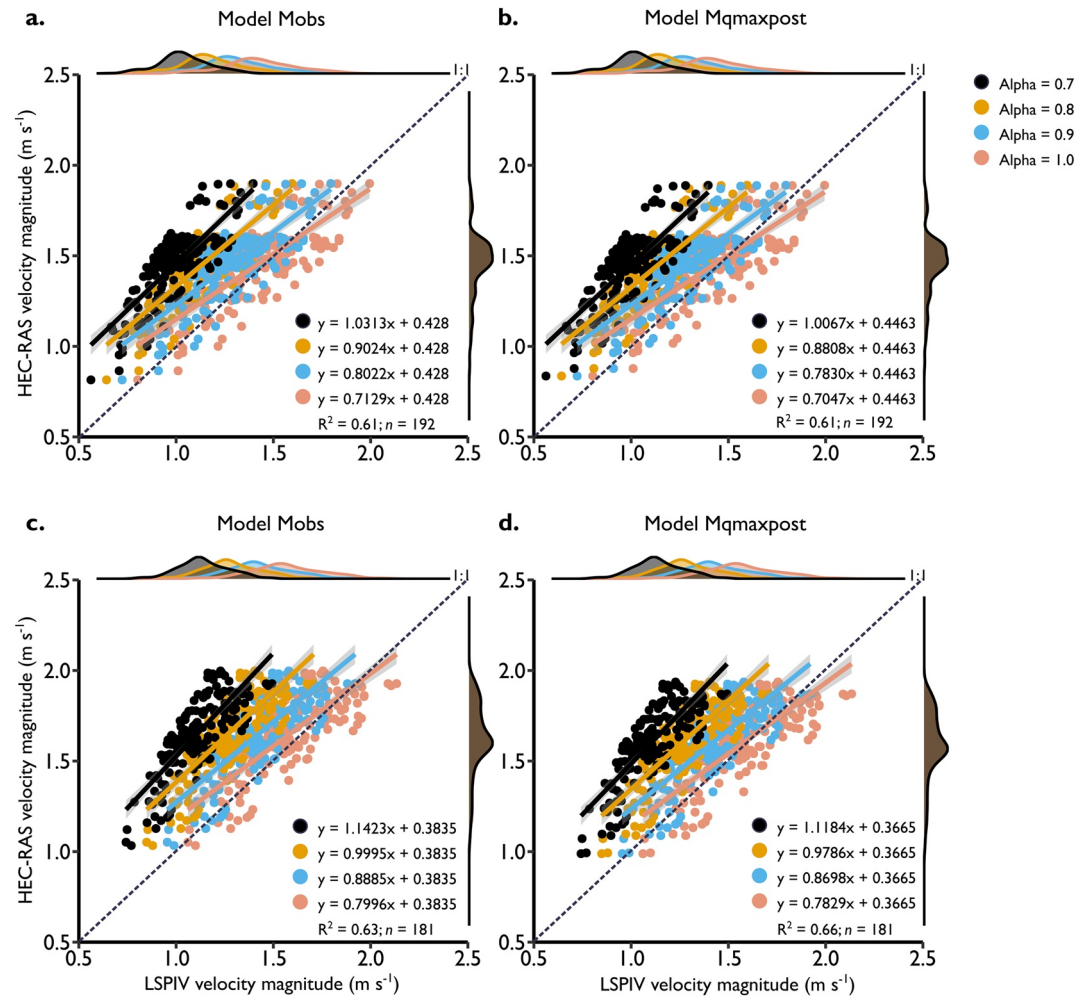 a.
Model Mobs
b.
Model Mqmaxpost
1:1
1:1
Alpha = 0.7
Alpha = 0.8
Alpha = 0.9
Alpha = 1.0
HEC-RAS velocity magnitude (m s-1)
2.5
2.0
1.5
1.0
0.5
y = 1.0313x + 0.428
y = 0.9024x + 0.428
y = 0.8022x + 0.428
y = 0.7129x + 0.428
R2 = 0.61; n = 192
0.5 1.0 1.5 2.0 2.5
2.5
2.0
1.5
1.0
0.5
y = 1.0067x + 0.4463
y = 0.8808x + 0.4463
y = 0.7830x + 0.4463
y = 0.7047x + 0.4463
R2 = 0.61; n = 192
0.5 1.0 1.5 2.0 2.5
c.
Model Mobs
d.
Model Mqmaxpost
1:1
1:1
HEC-RAS velocity magnitude (m s-1)
2.5
2.0
1.5
1.0
0.5
y = 1.1423x + 0.3835
y = 0.9995x + 0.3835
y = 0.8885x + 0.3835
y = 0.7996x + 0.3835
R2 = 0.63; n = 181
0.5 1.0 1.5 2.0 2.5
LSPIV velocity magnitude (m s-1)
2.5
2.0
1.5
1.0
0.5
y = 1.1184x + 0.3665
y = 0.9786x + 0.3665
y = 0.8698x + 0.3665
y = 0.7829x + 0.3665
R2 = 0.66; n = 181
0.5 1.0 1.5 2.0 2.5
LSPIV velocity magnitude (m s-1)